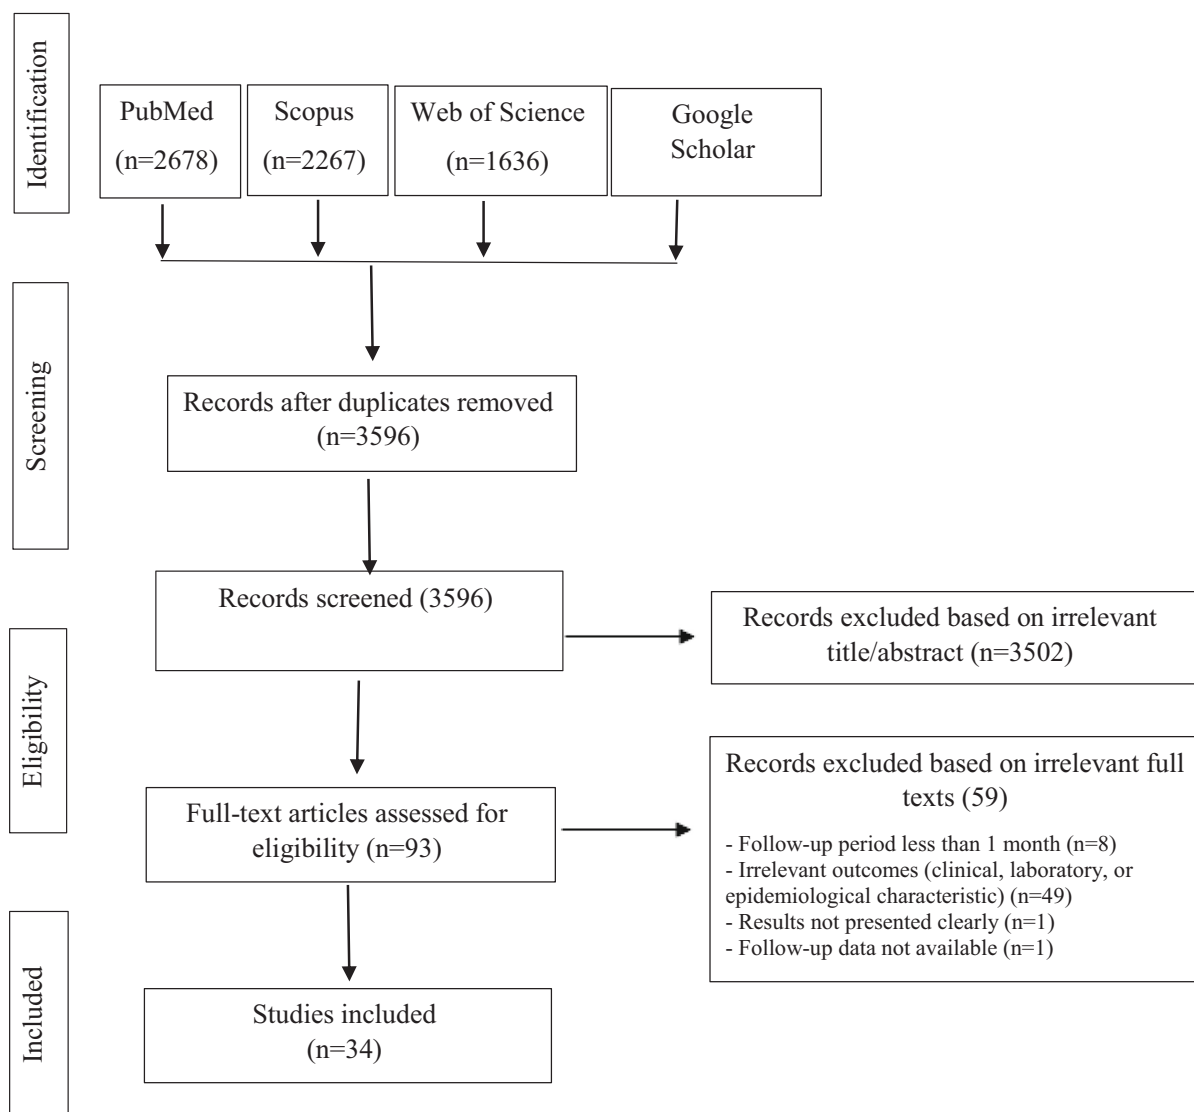 Identification
PubMed
(n=2678)
Scopus
(n=2267)
Web of Science
(n=1636)
Google
Scholar
Screening
Records after duplicates removed
(n=3596)
Records screened (3596)
Records excluded based on irrelevant
title/abstract (n=3502)
Eligibility
Full-text articles assessed for
eligibility (n=93)
Records excluded based on irrelevant full
texts (59)
- Follow-up period less than 1 month (n=8)
- Irrelevant outcomes (clinical, laboratory, or
epidemiological characteristic) (n=49)
- Results not presented clearly (n=1)
- Follow-up data not available (n=1)
Included
Studies included
(n=34)